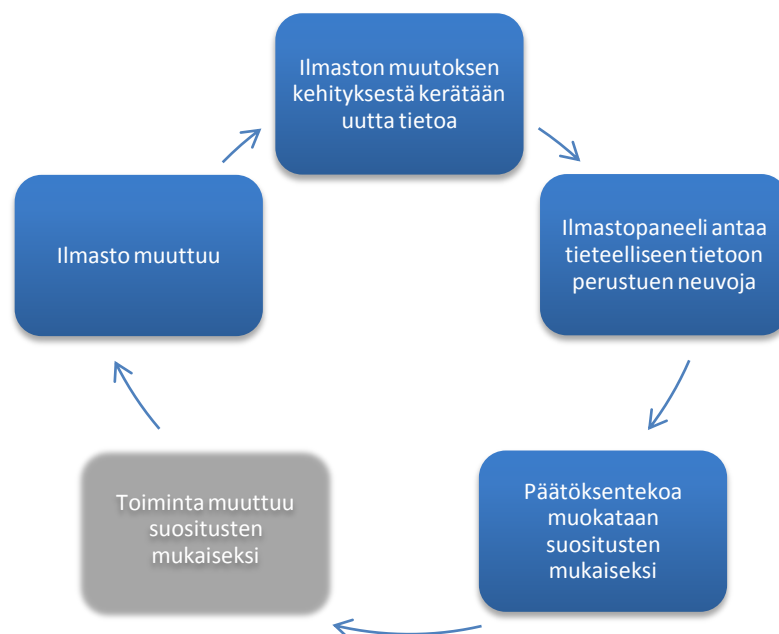 Ilmaston muutoksen
kehityksestä kerätään
uutta tietoa
Ilmastopaneeli antaa
tieteelliseen tietoon
perustuen neuvoja
Päätöksentekoa
muokataan
suositusten
mukaiseksi
Toiminta muuttuu
suositusten
mukaiseksi
Ilmasto muuttuu